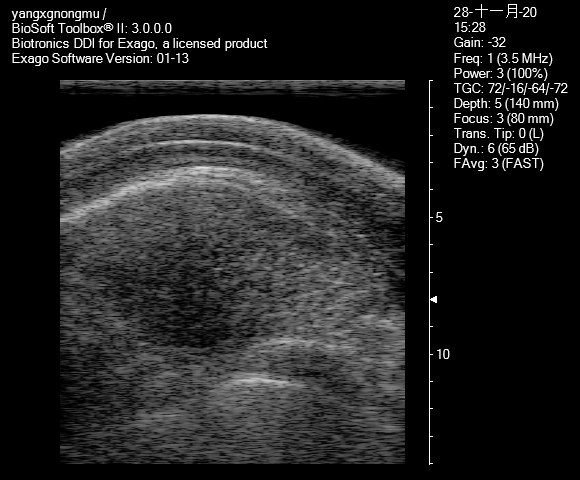 yangxgnongmu /
BioSoft Toolbox® II: 3.0.0.0
Biotronics DDI for Exago, a licensed product
Exago Software Version: 01-13
28-十一月-20
15:28
Gain: -32
Freq: 1 (3.5 MHz)
Power: 3 (100%)
TGC: 72/-16/-64/-72
Depth: 5 (140 mm)
Focus: 3 (80 mm)
Trans. Tip: 0 (L)
Dyn.: 6 (65 dB)
FAvg: 3 (FAST)
5
10